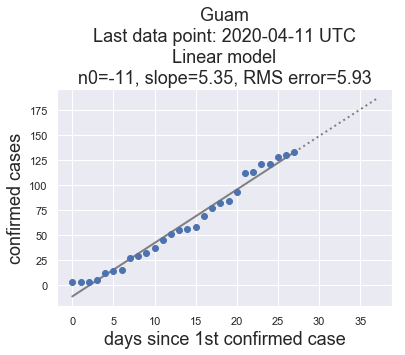 Guam
Last data point: 2020-04-11 UTC
Linear model
n0=-11, slope=5.35, RMS error=5.93
175
150
125
100
75
50
25
0
confirmed cases
0 5 10 15 20 25 30 35
days since 1st confirmed case